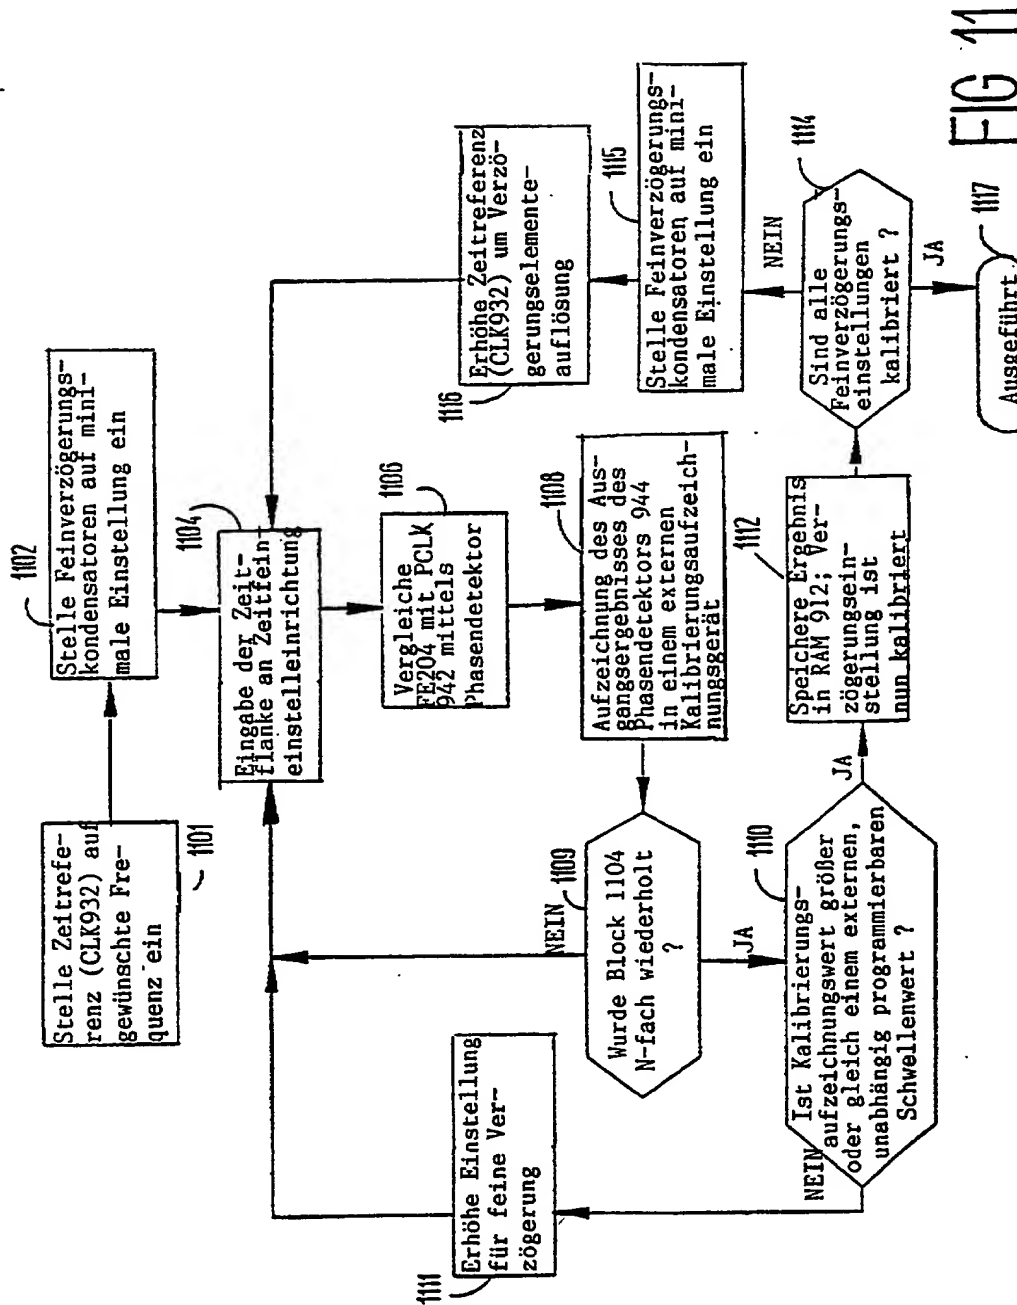 1101
Stelle Zeitrefe-
renz (CLK932) auf
gewünschte Fre-
quenz ein
1102
Stelle Feinverzögerungs-
kondensatoren auf mini-
male Einstellung ein
1104
Eingabe der Zeit-
flanke an Zeitfein-
einstelleinrichtung
1106
Vergleiche
FE204 mit PCLK
942 mittels
Phasendetektor
1108
Aufzeichnung des Aus-
gangsergebnisses des
Phasendetektors 944
in einem externen
Kalibrierungsaufzeich-
nungsgerät
1109
Wurde Block 1104
N-fach wiederholt
?
NEIN
JA
1110
Ist Kalibrierungs-
aufzeichnungswert größer
oder gleich einem externen,
unabhängig programmierbaren
Schwellenwert ?
NEIN
JA
1111
Erhöhe Einstellung
für feine Ver-
zögerung
1112
Speichere Ergebnis
in RAM 912; Ver-
zögerungsein-
stellung ist
nun kalibriert
1114
Sind alle
Feinverzögerungs-
einstellungen
kalibriert ?
NEIN
JA
1115
Stelle Feinverzögerungs-
kondensatoren auf mini-
male Einstellung ein
1116
Erhöhe Zeitreferenz
(CLK932) um Verzö-
gerungselemente-
auflösung
1117
Ausgeführt
FIG 11